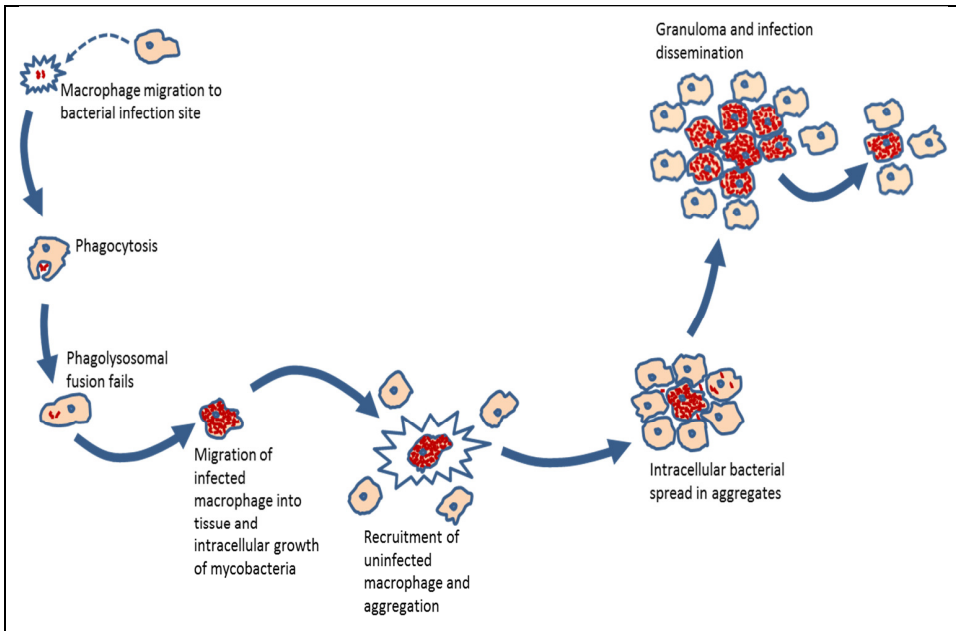 Macrophage migration to
bacterial infection site
Phagocytosis
Phagolysosomal
fusion fails
Migration of
infected
macrophage into
tissue and
intracellular growth
of mycobacteria
Recruitment of
uninfected
macrophage and
aggregation
Intracellular bacterial
spread in aggregates
Granuloma and infection
dissemination